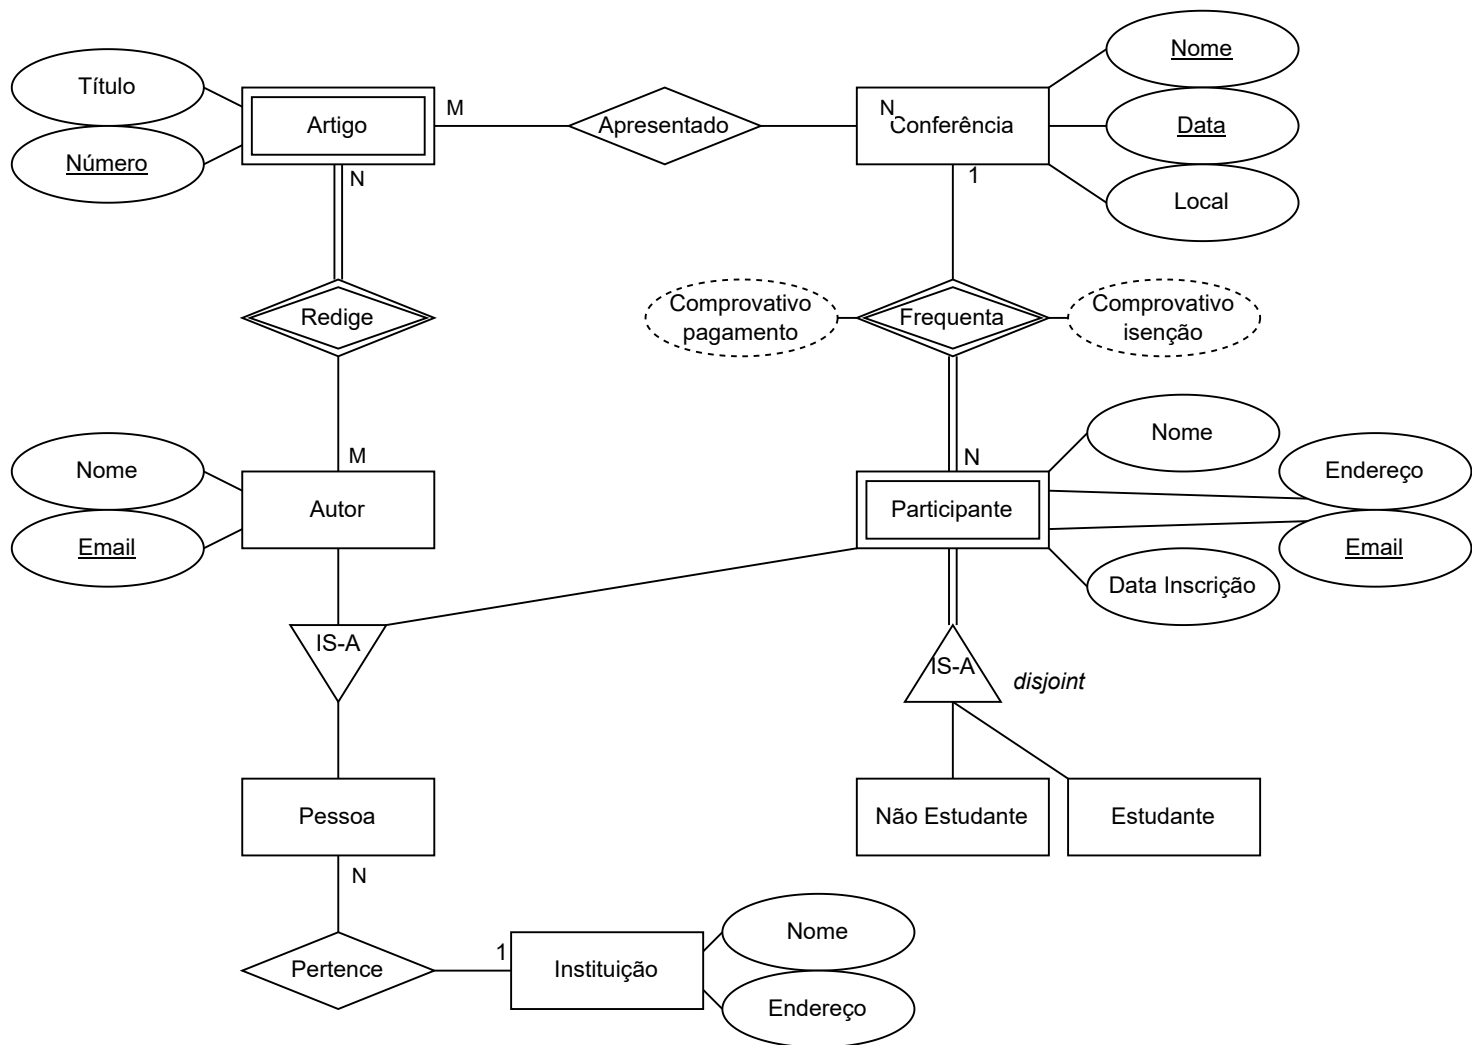 Nome
Título
Artigo
M
Apresentado
N
Conferência
Data
Número
N
1
Local
Redige
Comprovativo
pagamento
Frequenta
Comprovativo
isenção
Nome
M
N
Nome
Endereço
Autor
Participante
Email
Email
Data Inscrição
IS-A
IS-A
disjoint
Pessoa
Não Estudante
Estudante
N
Nome
1
Pertence
Instituição
Endereço